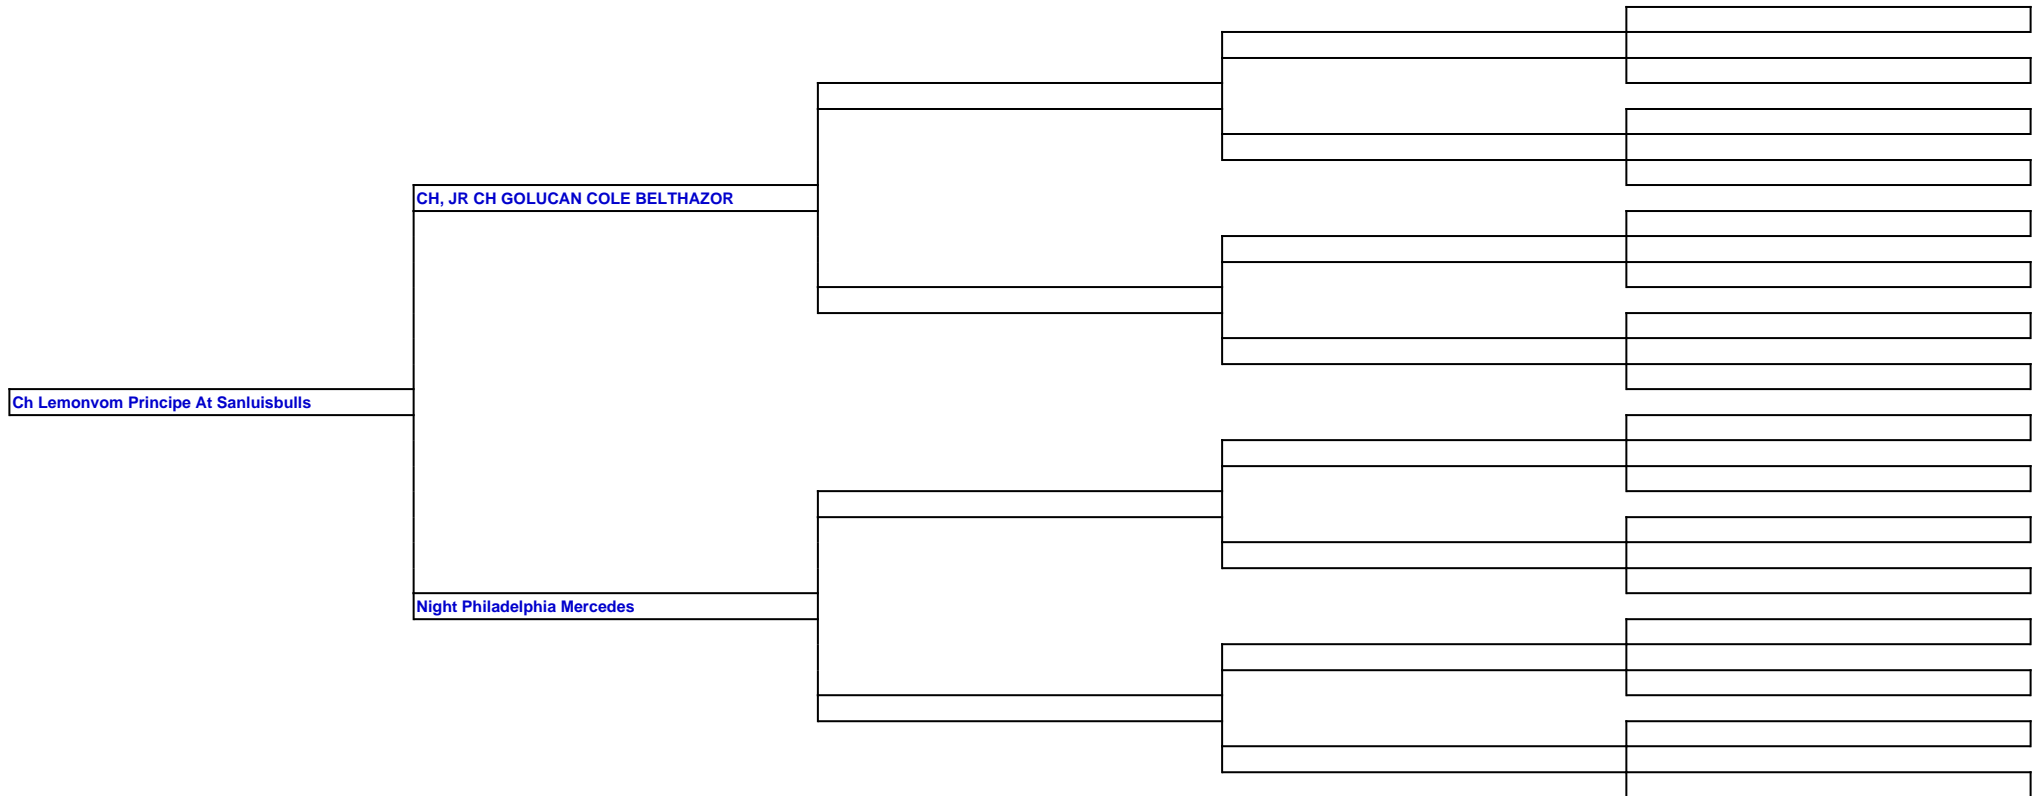 CH, JR CH GOLUCAN COLE BELTHAZOR
Ch Lemonvom Principe At Sanluisbulls
Night Philadelphia Mercedes